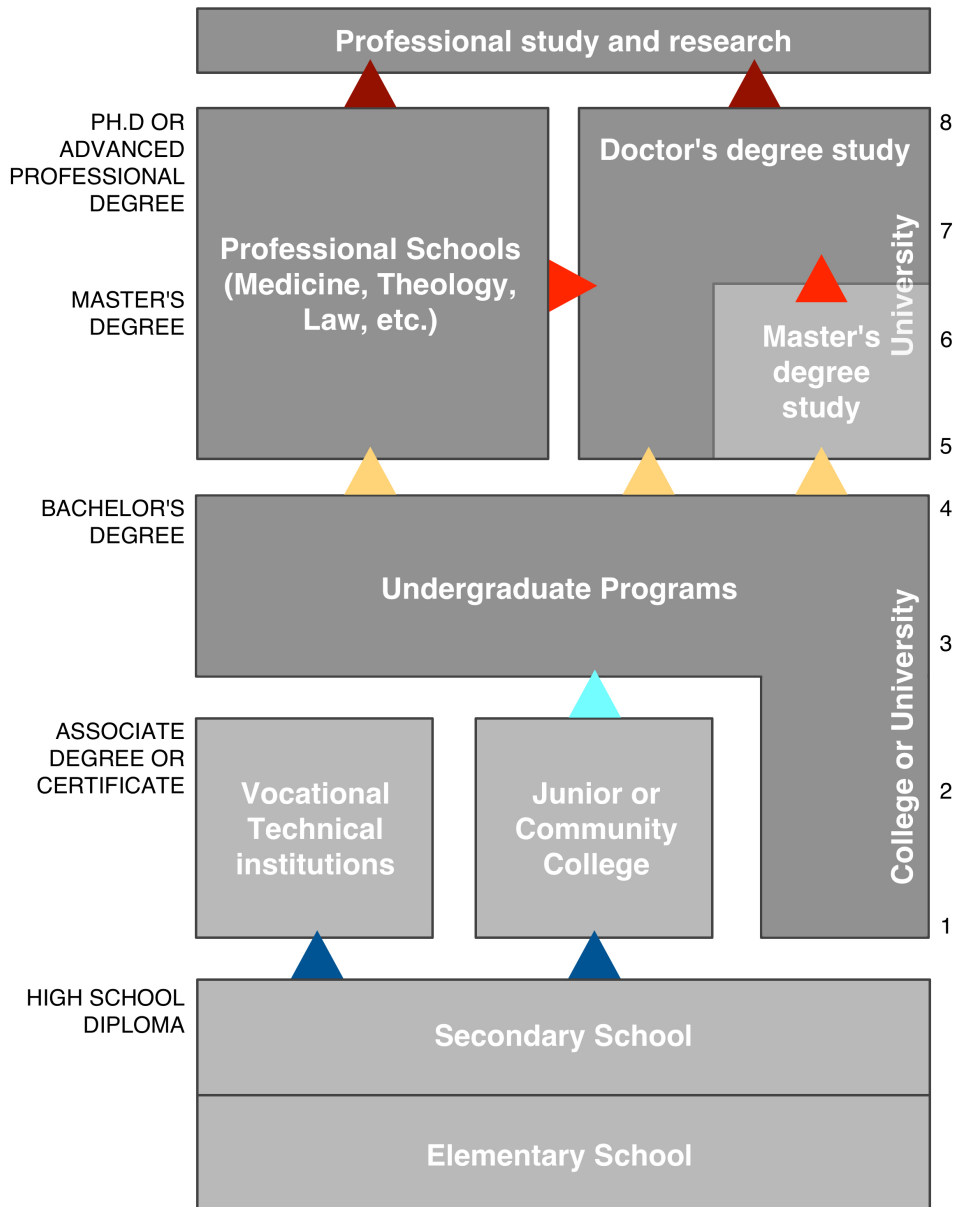 Professional study and research
PH.D OR
ADVANCED
PROFESSIONAL
DEGREE
8
Doctor's degree study
7
Professional Schools
(Medicine, Theology,
Law, etc.)
University
MASTER'S
DEGREE
6
Master's
degree
study
5
BACHELOR'S
DEGREE
4
Undergraduate Programs
3
College or University
ASSOCIATE
DEGREE OR
CERTIFICATE
Vocational
Technical
institutions
Junior or
Community
College
2
1
HIGH SCHOOL
DIPLOMA
Secondary School
Elementary School